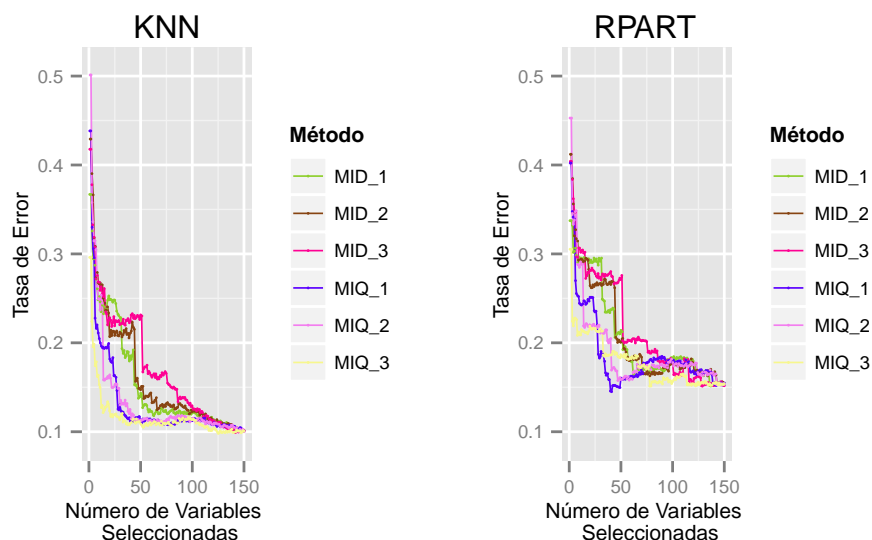 KNN
0.5
0.4
0.3
0.2
0.1
Tasa de Error
0 50 100 150
Número de Variables
Seleccionadas
Método
MID_1
MID_2
MID_3
MIQ_1
MIQ_2
MIQ_3
RPART
0.5
0.4
0.3
0.2
0.1
Tasa de Error
0 50 100 150
Número de Variables
Seleccionadas
Método
MID_1
MID_2
MID_3
MIQ_1
MIQ_2
MIQ_3